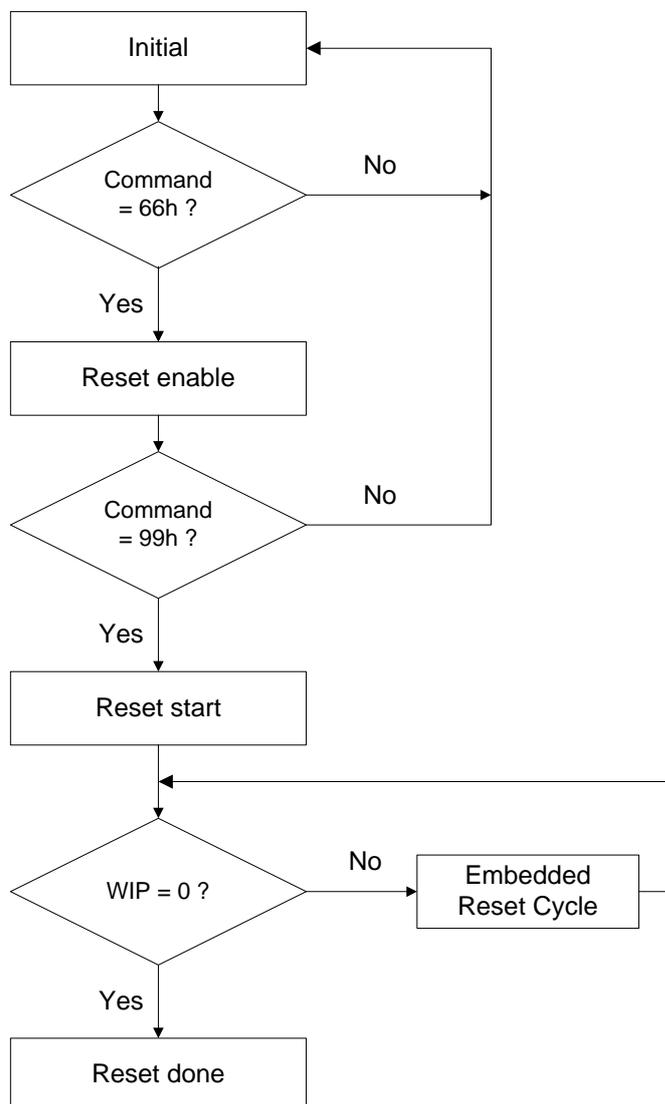 Initial
Command
= 66h ?
No
Yes
Reset enable
Command
= 99h ?
No
Yes
Reset start
WIP = 0 ?
No
Embedded
Reset Cycle
Yes
Reset done